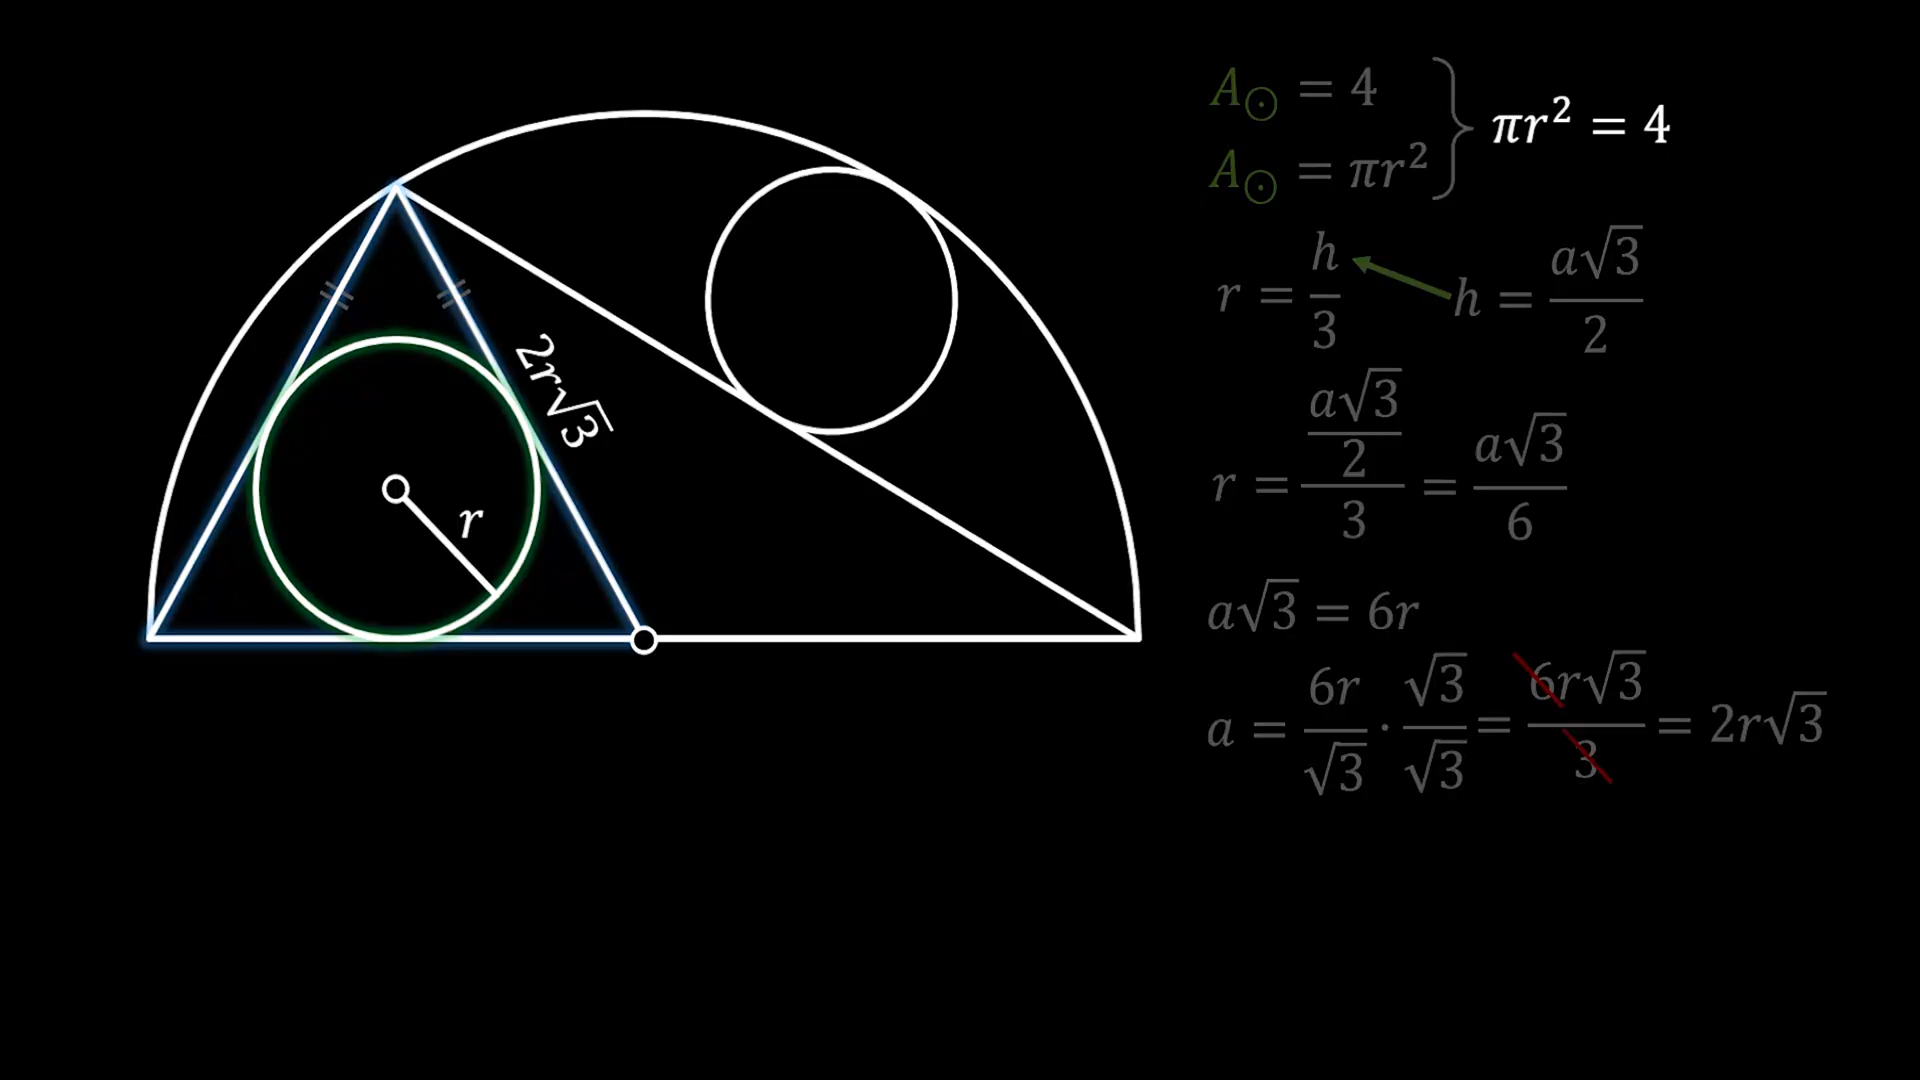 A⊙ = 4
A⊙ = πr²
} πr² = 4
r = h/3
h = a√3/2
r = (a√3/2)/3 = a√3/6
a√3 = 6r
a = 6r/√3 · √3/√3 = 6r√3/3 = 2r√3
2r√3
r